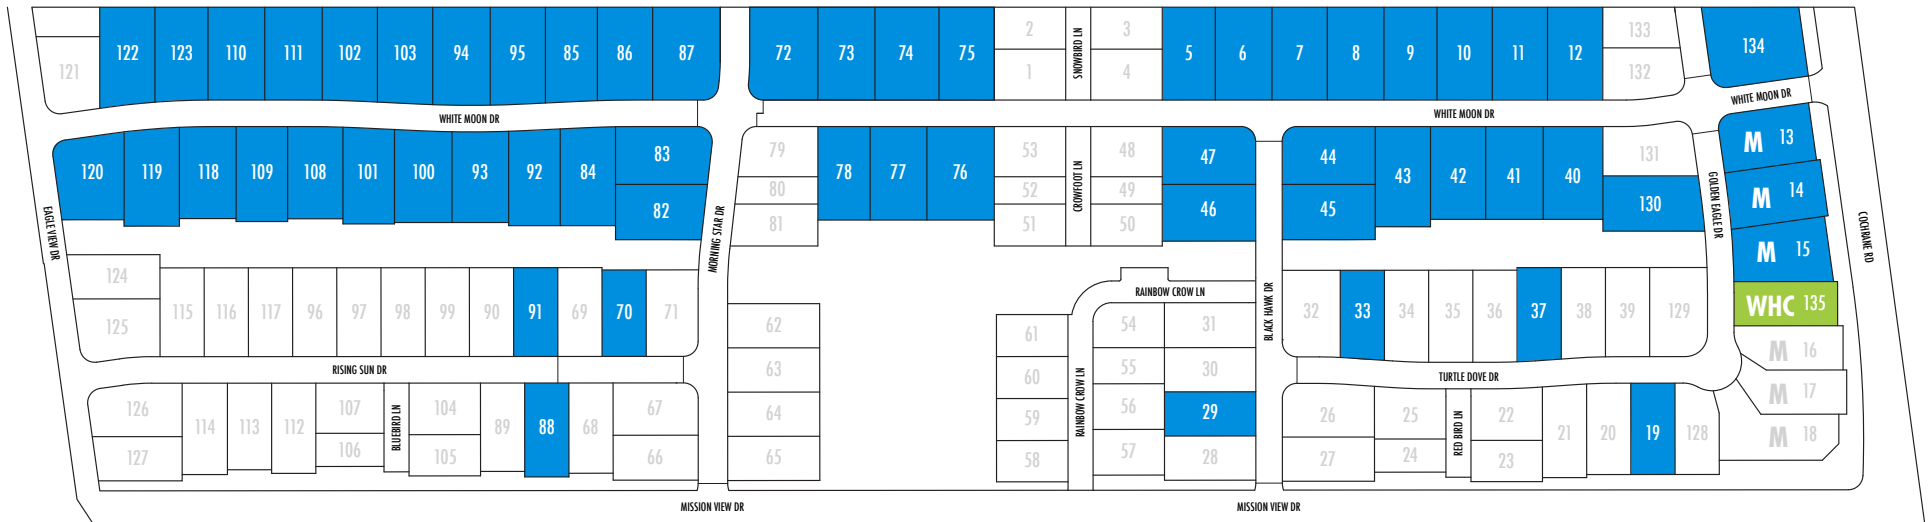 122 123 110 111 102 103 94 95 85 86 87 72 73 74 75 2 SNOWBIRD LN 3 5 6 7 8 9 10 11 12 133 134
121 1 4 132
WHITE MOON DR WHITE MOON DR WHITE MOON DR
120 119 118 109 108 101 100 93 92 84 83 79 78 77 76 53 CROWFOOT LN 48 47 44 43 42 41 40 131 M 13
82 80 52 49 46 45 130 GOLDEN EAGLE DR M 14
EAGLE VIEW DR MORNING STAR DR 81 51 50 M 15 COCHRANE RD
124 RAINBOW CROW LN
125 115 116 117 96 97 98 99 90 91 69 70 71 62 61 54 31 BLACK HAWK DR 32 33 34 35 36 37 38 39 129 WHC 135
RISING SUN DR 63 60 55 30 TURTLE DOVE DR M 16
126 114 113 112 107 BLUEBIRD LN 104 89 88 68 67 64 59 RAINBOW CROW LN 56 29 26 25 RED BIRD LN 22 21 20 19 128 M 17
127 106 105 66 65 58 57 28 27 24 23 M 18
MISSION VIEW DR MISSION VIEW DR